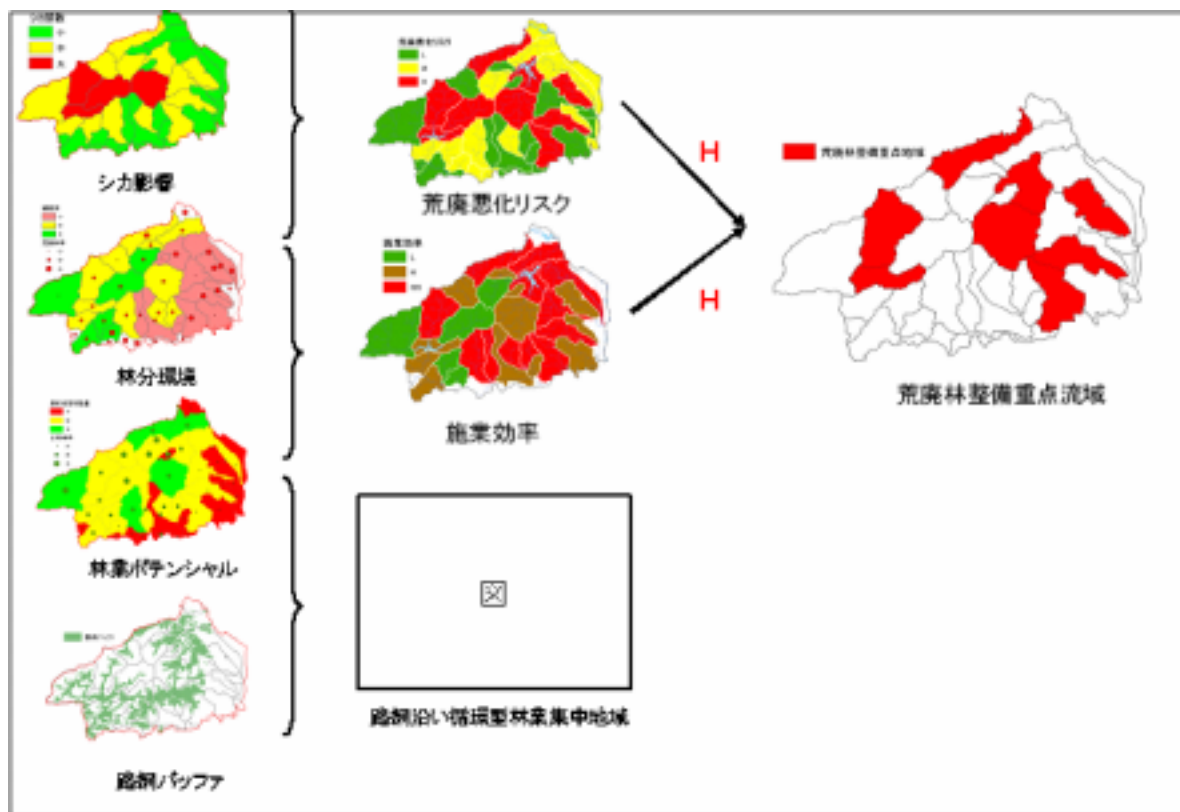 シカ影響
荒廃悪化リスク
H
荒廃林整備重点地域
林分環境
施業効率
H
荒廃林整備重点流域
林業ポテンシャル
図
路網沿い循環型林業集中地域
路網バッファ